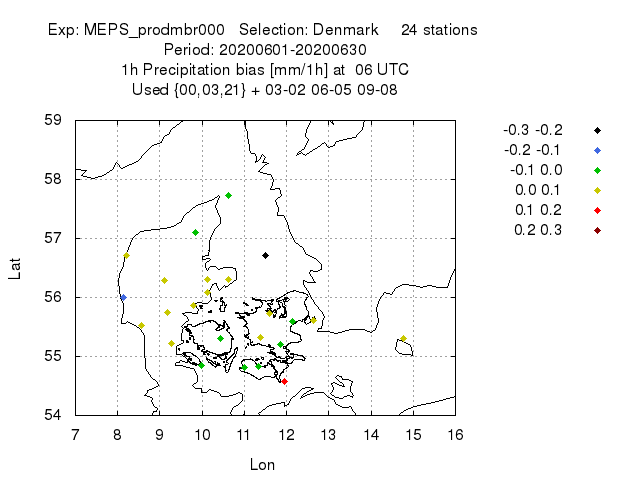 Exp: MEPS_prodmbr000 Selection: Denmark 24 stations
Period: 20200601-20200630
1h Precipitation bias [mm/1h] at 06 UTC
Used {00,03,21} + 03-02 06-05 09-08
59
58
57
56
55
54
Lat
7 8 9 10 11 12 13 14 15 16
Lon
-0.3 -0.2
-0.2 -0.1
-0.1 0.0
0.0 0.1
0.1 0.2
0.2 0.3